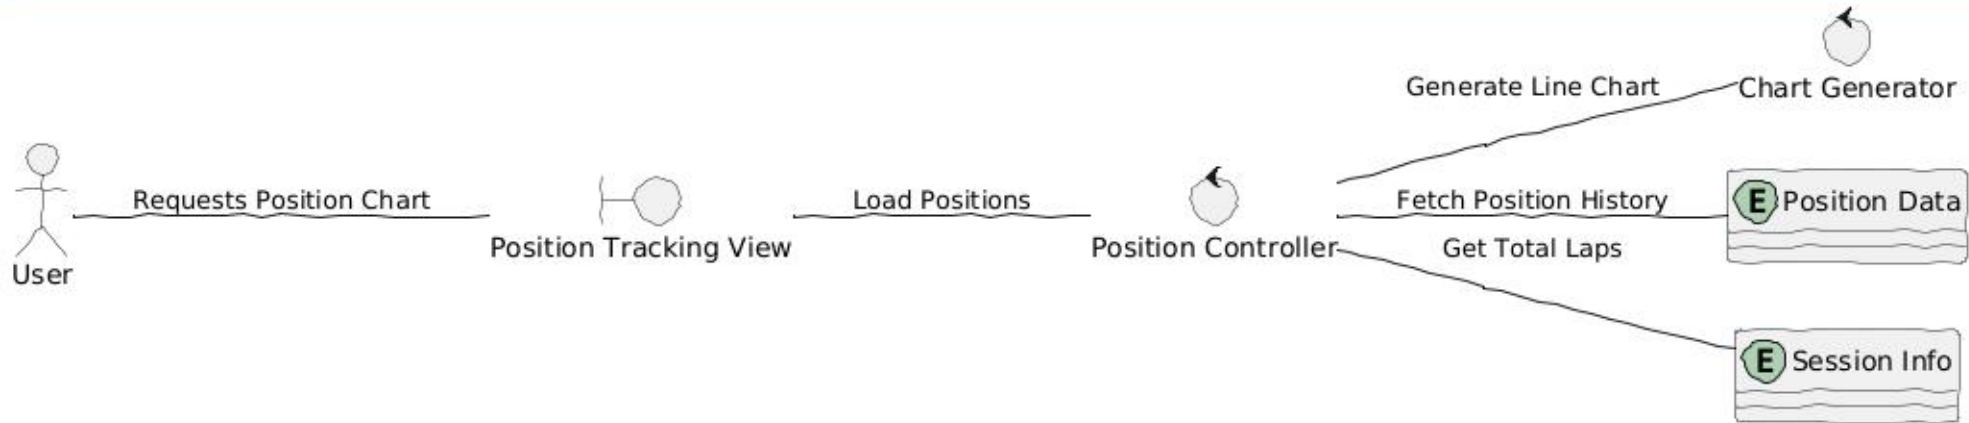 Generate Line Chart
Chart Generator
Requests Position Chart
Load Positions
Fetch Position History
E Position Data
Position Tracking View
Position Controller
Get Total Laps
User
E Session Info